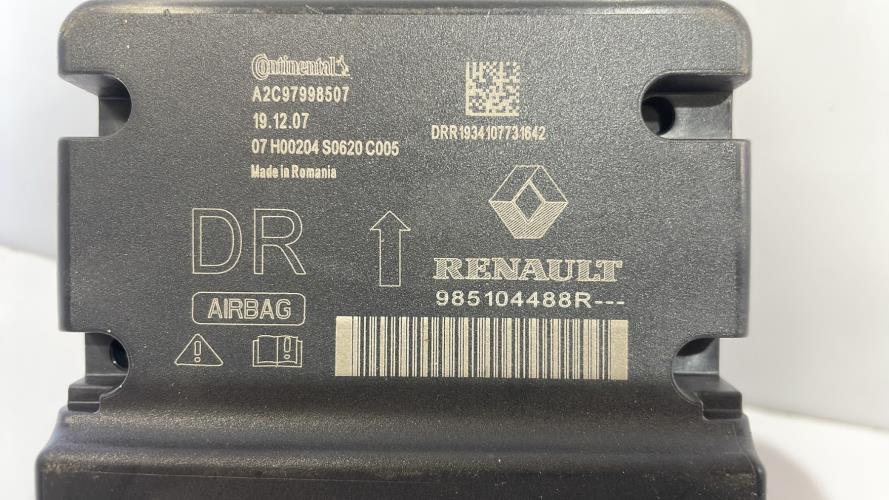 Continental
A2C97998507
19.12.07
07 H00204 S0620 C005
Made in Romania
DRR1934107731642
DR
RENAULT
985104488R---
AIRBAG